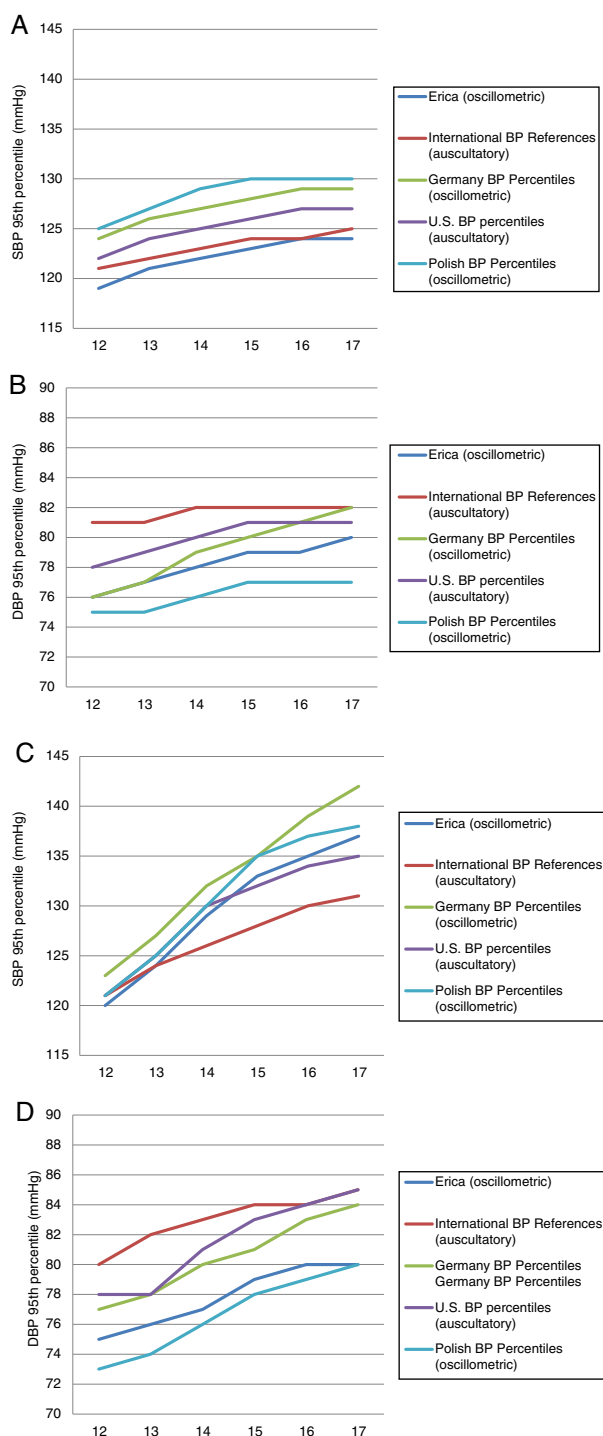 A
SBP 95th percentile (mmHg)
145
140
135
130
125
120
115
12 13 14 15 16 17
Erica (oscillometric)
International BP References
(auscultatory)
Germany BP Percentiles
(oscillometric)
U.S. BP percentiles
(auscultatory)
Polish BP Percentiles
(oscillometric)
B
DBP 95th percentile (mmHg)
90
88
86
84
82
80
78
76
74
72
70
12 13 14 15 16 17
Erica (oscillometric)
International BP References
(auscultatory)
Germany BP Percentiles
(oscillometric)
U.S. BP percentiles
(auscultatory)
Polish BP Percentiles
(oscillometric)
C
SBP 95th percentile (mmHg)
145
140
135
130
125
120
115
12 13 14 15 16 17
Erica (oscillometric)
International BP References
(auscultatory)
Germany BP Percentiles
(oscillometric)
U.S. BP percentiles
(auscultatory)
Polish BP Percentiles
(oscillometric)
D
DBP 95th percentile (mmHg)
90
88
86
84
82
80
78
76
74
72
70
12 13 14 15 16 17
Erica (oscillometric)
International BP References
(auscultatory)
Germany BP Percentiles
Germany BP Percentiles
U.S. BP percentiles
(auscultatory)
Polish BP Percentiles
(oscillometric)